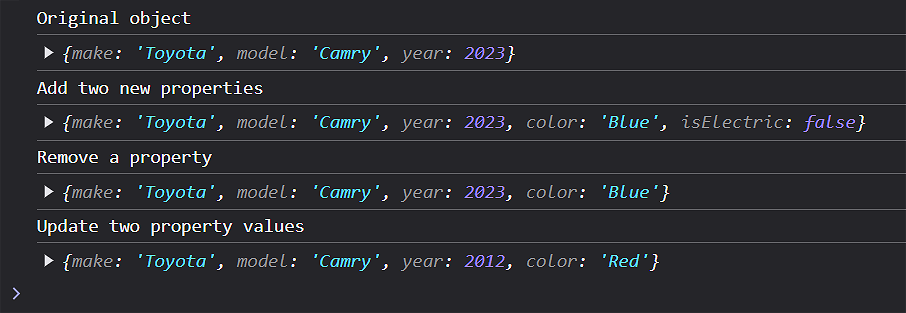 Original object
{make: 'Toyota', model: 'Camry', year: 2023}
Add two new properties
{make: 'Toyota', model: 'Camry', year: 2023, color: 'Blue', isElectric: false}
Remove a property
{make: 'Toyota', model: 'Camry', year: 2023, color: 'Blue'}
Update two property values
{make: 'Toyota', model: 'Camry', year: 2012, color: 'Red'}